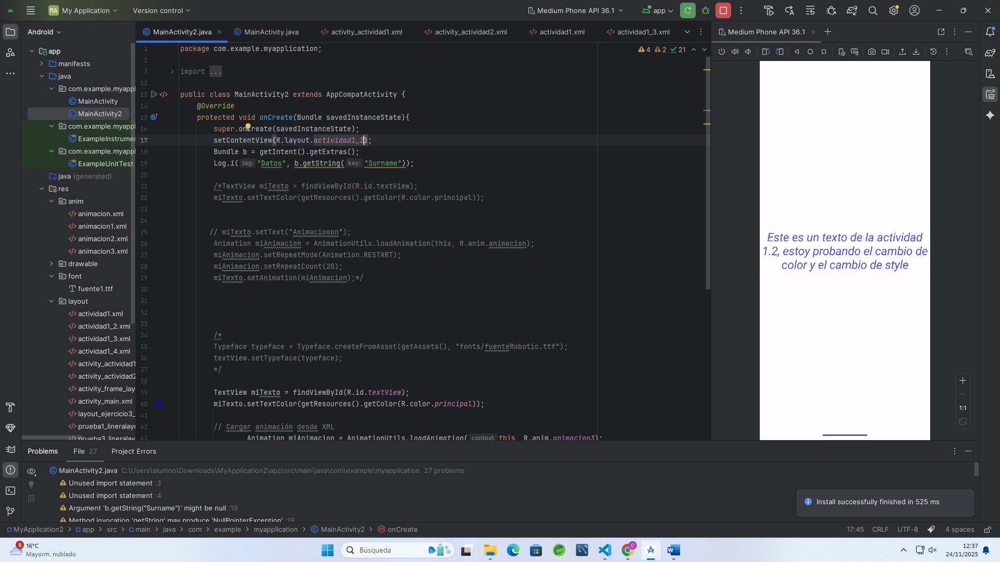 MA My Application
Version control
Medium Phone API 36.1
app
Android
MainActivity2.java
MainActivity.java
activity_actividad1.xml
activity_actividad2.xml
actividad1.xml
actividad1_3.xml
Medium Phone API 36.1
app
manifests
java
com.example.myappl
MainActivity
MainActivity2
com.example.myappl
ExampleInstrumer
com.example.myappl
ExampleUnitTest
java (generated)
res
anim
animacion.xml
animacion1.xml
animacion2.xml
animacion3.xml
drawable
font
fuente1.ttf
layout
actividad1.xml
actividad1_2.xml
actividad1_3.xml
actividad1_4.xml
activity_actividad1
activity_actividad2
activity_frame_layo
activity_main.xml
layout_ejercicio3_
prueba1_lineralayo
prueba3_lineralayo
4 2 21
1 package com.example.myapplication;
2
3 import ...
12
13 public class MainActivity2 extends AppCompatActivity {
14 @Override
15 protected void onCreate(Bundle savedInstanceState){
16 super.onCreate(savedInstanceState);
17 setContentView(R.layout.actividad1_2);
18 Bundle b = getIntent().getExtras();
19 Log.i( tag: "Datos", b.getString( key: "Surname"));
20
21 /*TextView miTexto = findViewById(R.id.textView);
22 miTexto.setTextColor(getResources().getColor(R.color.principal));
23
24
25 // miTexto.setText("Animaciooon");
26 Animation miAnimacion = AnimationUtils.loadAnimation(this, R.anim.animacion);
27 miAnimacion.setRepeatMode(Animation.RESTART);
28 miAnimacion.setRepeatCount(20);
29 miTexto.setAnimation(miAnimacion);*/
30
31
32
33
34 /*
35 Typeface typeface = Typeface.createFromAsset(getAssets(), "fonts/fuenteRobotic.ttf");
36 textView.setTypeface(typeface);
37 */
38
39 TextView miTexto = findViewById(R.id.textView);
40 miTexto.setTextColor(getResources().getColor(R.color.principal));
41
42 // Cargar animación desde XML
43 Animation miAnimacion = AnimationUtils.loadAnimation( context: this, R.anim.animacion3);
Este es un texto de la actividad
1.2, estoy probando el cambio de
color y el cambio de style
1:1
Problems
File 27
Project Errors
MainActivity2.java C:\Users\alumno\Downloads\MyApplication2\app\src\main\java\com\example\myapplication 27 problems
Unused import statement :3
Unused import statement :4
Argument 'b.getString("Surname")' might be null :19
Method invocation 'getString' may produce 'NullPointerException' :19
Install successfully finished in 525 ms
MyApplication2 > app > src > main > java > com > example > myapplication > MainActivity2 > onCreate
17:45 CRLF UTF-8 4 spaces
6
16°C
Mayorm. nublado
Búsqueda
C
12:37
24/11/2025